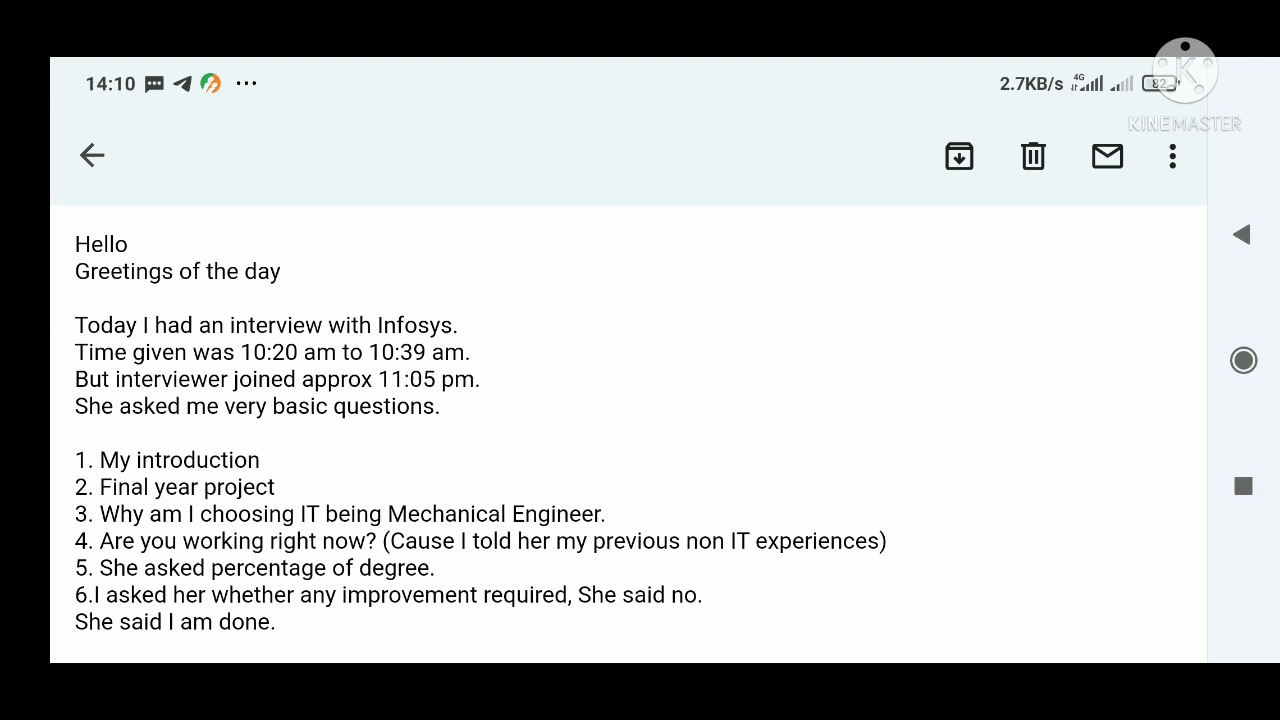 14:10
2.7KB/s 4G 82
KINEMASTER
Hello
Greetings of the day
Today I had an interview with Infosys.
Time given was 10:20 am to 10:39 am.
But interviewer joined approx 11:05 pm.
She asked me very basic questions.
1. My introduction
2. Final year project
3. Why am I choosing IT being Mechanical Engineer.
4. Are you working right now? (Cause I told her my previous non IT experiences)
5. She asked percentage of degree.
6.I asked her whether any improvement required, She said no.
She said I am done.